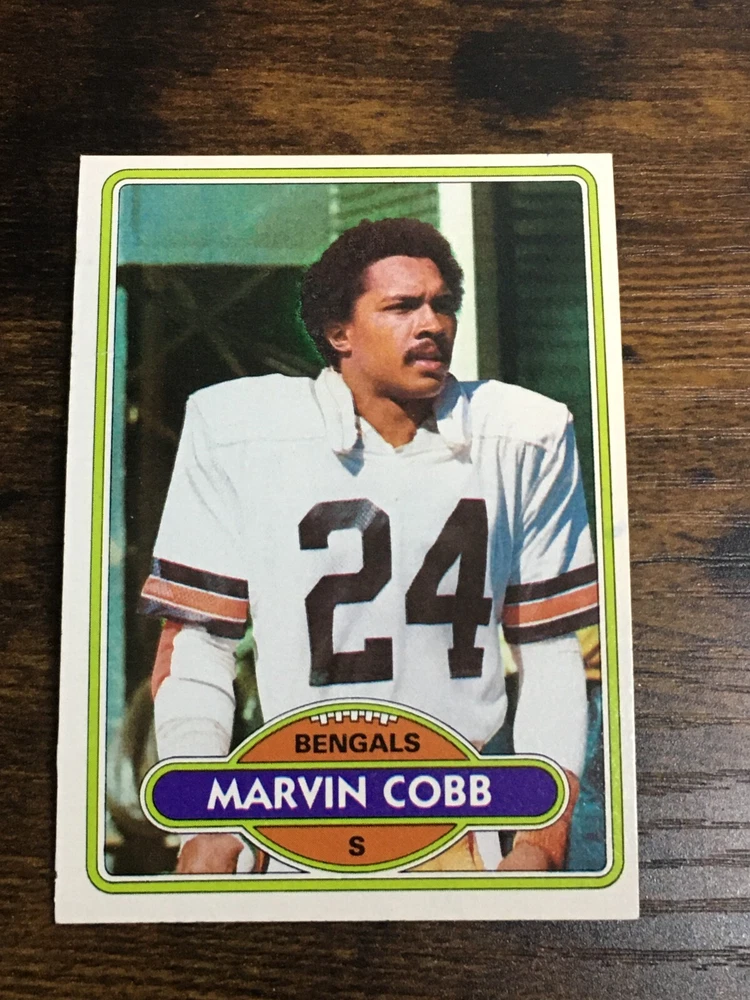 24
BENGALS
MARVIN COBB
S